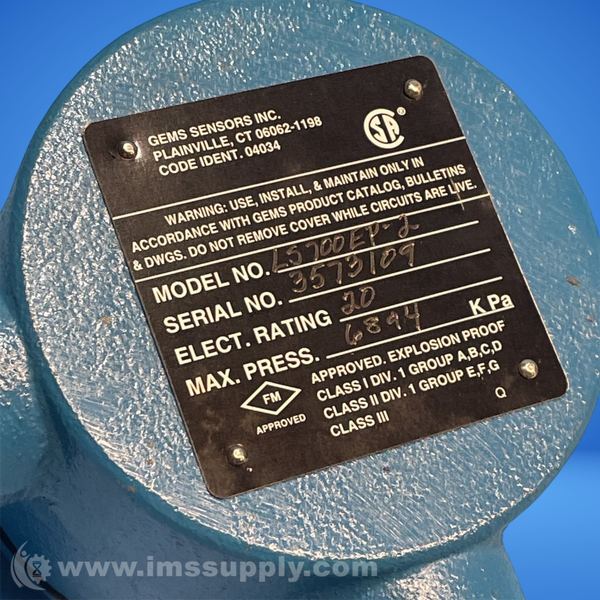 GEMS SENSORS INC.
PLAINVILLE, CT 06062-1198
CODE IDENT. 04034
SA ®
WARNING: USE, INSTALL, & MAINTAIN ONLY IN
ACCORDANCE WITH GEMS PRODUCT CATALOG, BULLETINS
& DWGS. DO NOT REMOVE COVER WHILE CIRCUITS ARE LIVE.
MODEL NO. LS700EP-2
SERIAL NO. 3573109
ELECT. RATING 20
MAX. PRESS. 6894 K Pa
FM
APPROVED
APPROVED. EXPLOSION PROOF
CLASS I DIV. 1 GROUP A,B,C,D
CLASS II DIV. 1 GROUP E,F,G
CLASS III
Q
www.imssupply.com